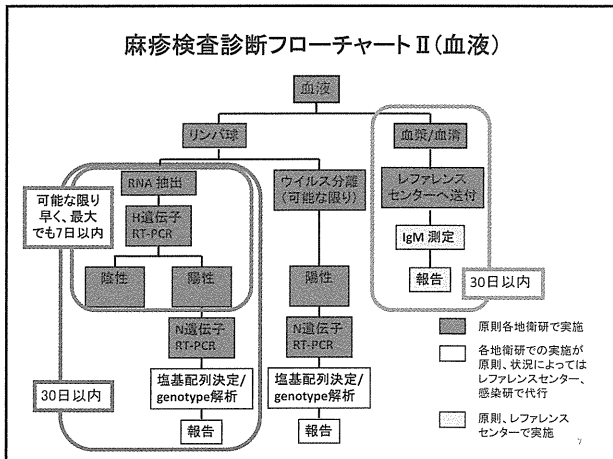 麻疹検査診断フローチャートⅡ(血液)
血液
リンパ球
血漿/血清
RNA 抽出
ウイルス分離
(可能な限り)
レファレンス
センターへ送付
可能な限り
早く、最大
でも7日以内
H遺伝子
RT-PCR
IgM 測定
陰性
陽性
陽性
報告
30日以内
N遺伝子
RT-PCR
N遺伝子
RT-PCR
原則各地衛研で実施
各地衛研での実施が
原則、状況によっては
レファレンスセンター、
感染研で代行
塩基配列決定/
genotype解析
塩基配列決定/
genotype解析
30日以内
報告
報告
原則、レファレンス
センターで実施
7